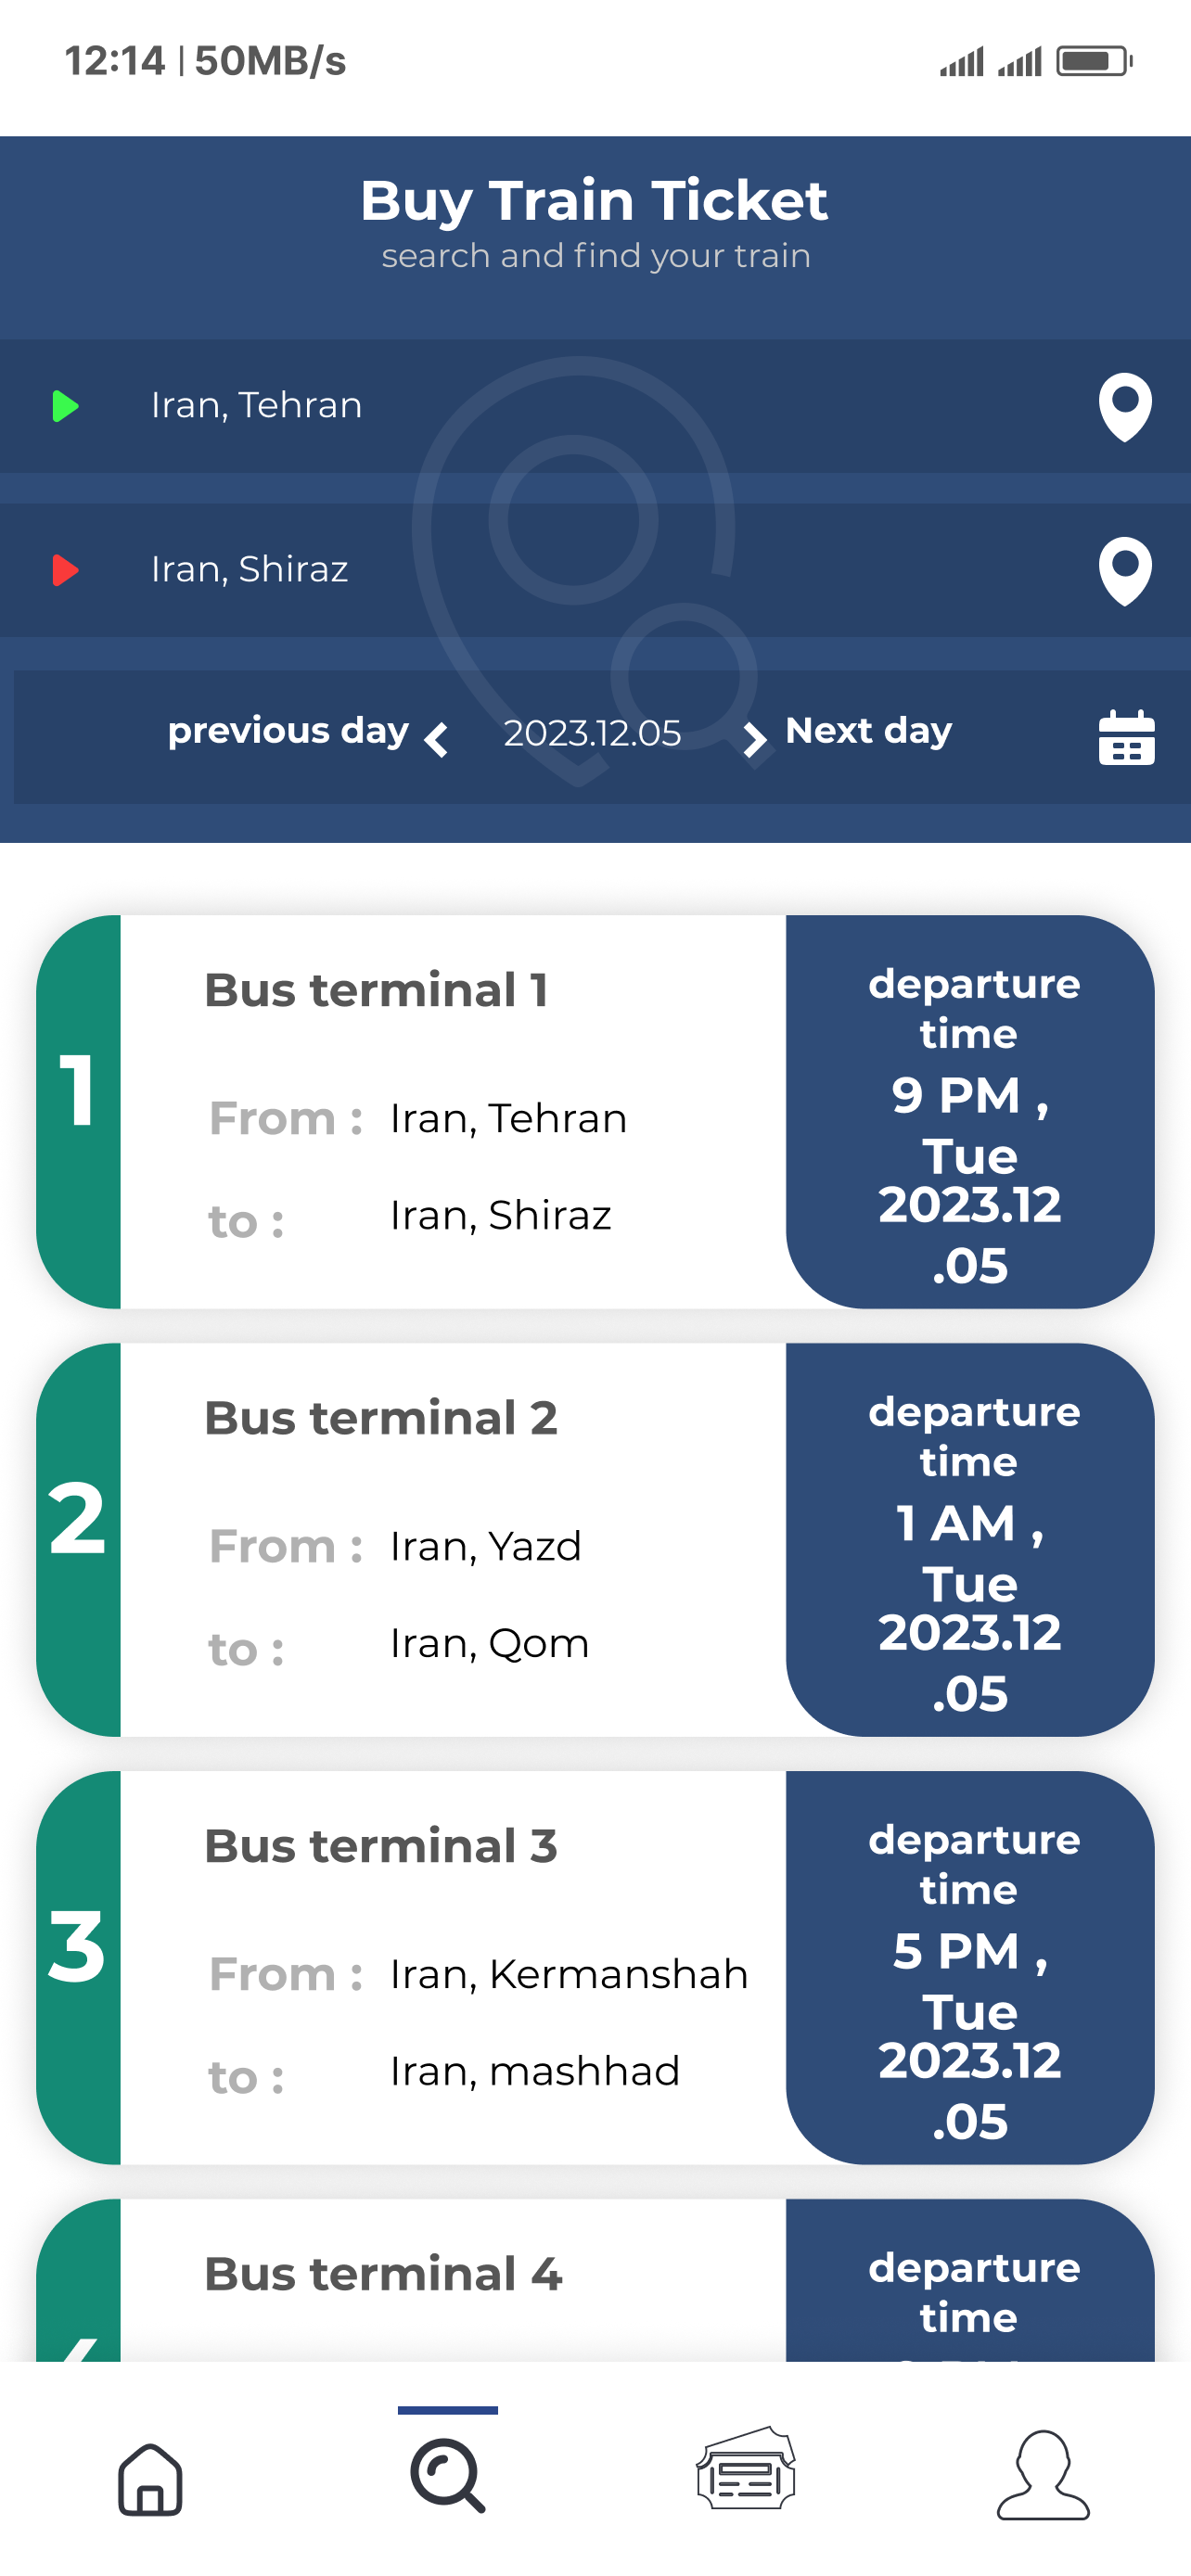 12:14 | 50MB/s
Buy Train Ticket
search and find your train
Iran, Tehran
Iran, Shiraz
previous day 2023.12.05 Next day
1
Bus terminal 1
From : Iran, Tehran
to : Iran, Shiraz
departure
time
9 PM ,
Tue
2023.12
.05
2
Bus terminal 2
From : Iran, Yazd
to : Iran, Qom
departure
time
1 AM ,
Tue
2023.12
.05
3
Bus terminal 3
From : Iran, Kermanshah
to : Iran, mashhad
departure
time
5 PM ,
Tue
2023.12
.05
Bus terminal 4
departure
time